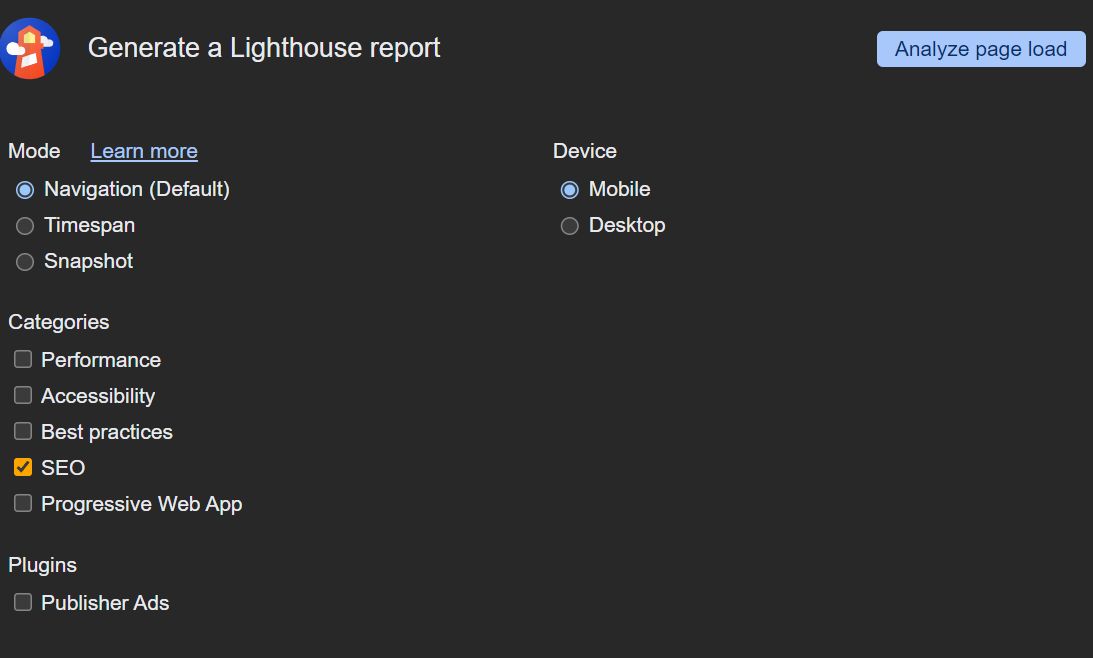 Generate a Lighthouse report
Analyze page load
Mode Learn more
Navigation (Default)
Timespan
Snapshot
Device
Mobile
Desktop
Categories
Performance
Accessibility
Best practices
SEO
Progressive Web App
Plugins
Publisher Ads